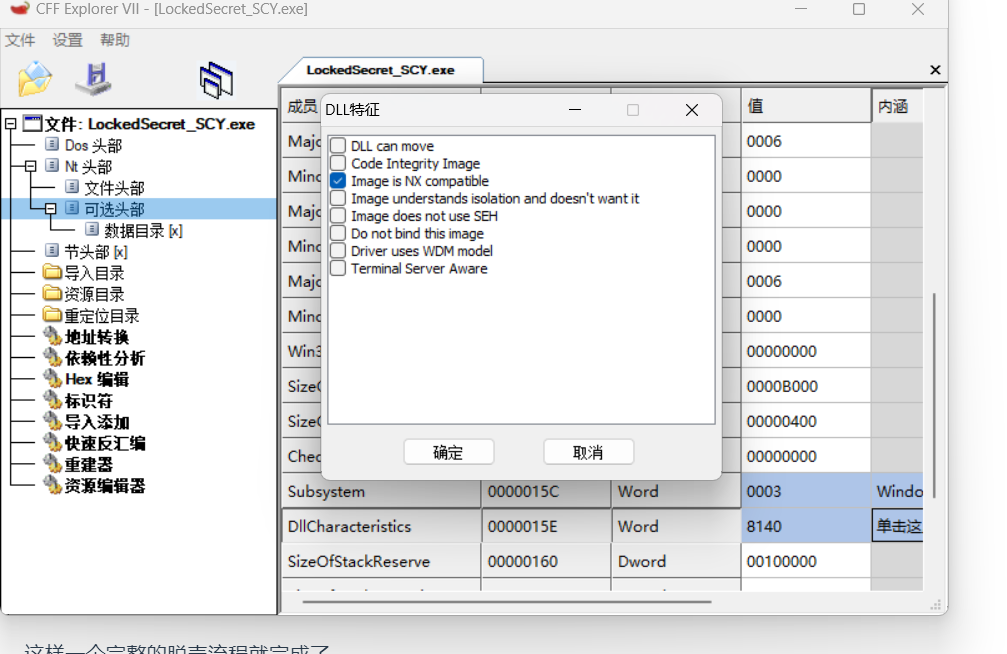 CFF Explorer VII - [LockedSecret_SCY.exe]
文件 设置 帮助
LockedSecret_SCY.exe
文件: LockedSecret_SCY.exe
Dos 头部
Nt 头部
文件头部
可选头部
数据目录 [x]
节头部 [x]
导入目录
资源目录
重定位目录
地址转换
依赖性分析
Hex 编辑
标识符
导入添加
快速反汇编
重建器
资源编辑器
成员 值 内涵
DLL特征
DLL can move
Code Integrity Image
Image is NX compatible
Image understands isolation and doesn't want it
Image does not use SEH
Do not bind this image
Driver uses WDM model
Terminal Server Aware
确定 取消
0006
0000
0000
0000
0006
0000
Win3 00000000
0000B000
00000400
00000000
Subsystem 0000015C Word 0003 Windo
DllCharacteristics 0000015E Word 8140 单击这
SizeOfStackReserve 00000160 Dword 00100000
这样一个完整的脱壳流程就完成了